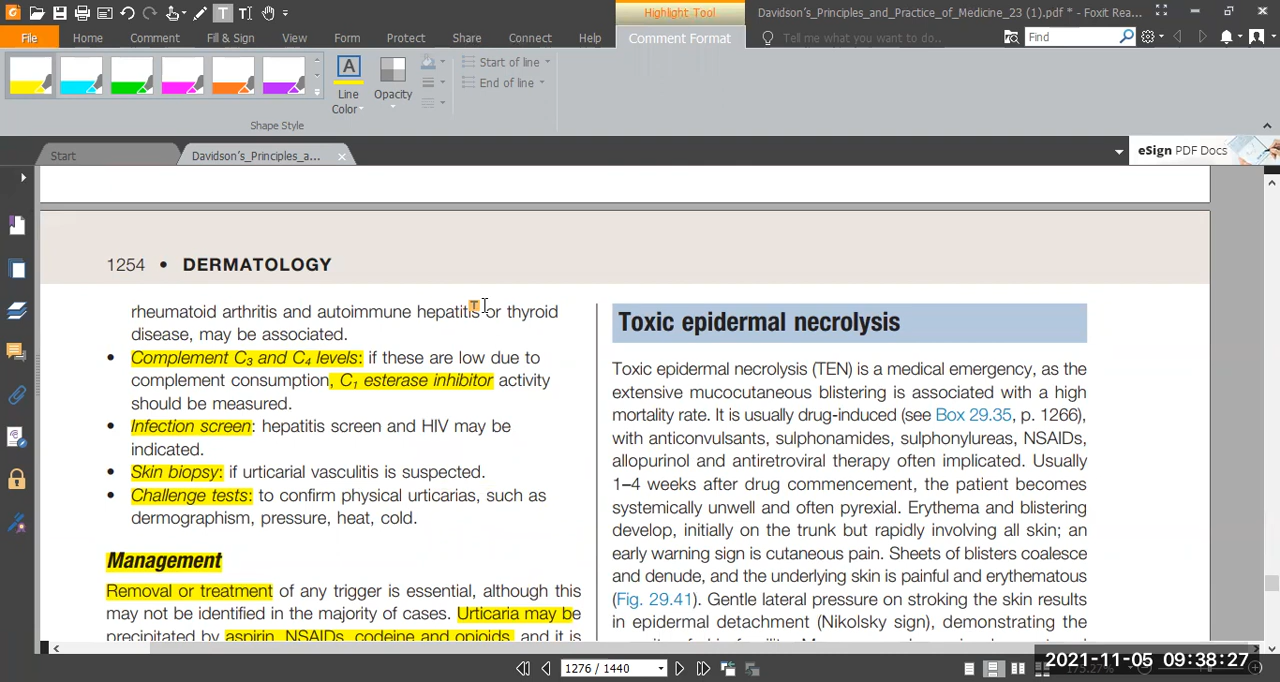 Highlight Tool
Davidson's_Principles_and_Practice_of_Medicine_23 (1).pdf * - Foxit Rea...
File
Home
Comment
Fill & Sign
View
Form
Protect
Share
Connect
Help
Comment Format
Tell me what you want to do..
Find
Line
Color
Opacity
Start of line
End of line
Shape Style
Start
Davidson's_Principles_a...
eSign PDF Docs
1254 • DERMATOLOGY
rheumatoid arthritis and autoimmune hepatitis or thyroid
disease, may be associated.
• Complement C3 and C4 levels: if these are low due to
complement consumption, C1 esterase inhibitor activity
should be measured.
• Infection screen: hepatitis screen and HIV may be
indicated.
• Skin biopsy: if urticarial vasculitis is suspected.
• Challenge tests: to confirm physical urticarias, such as
dermographism, pressure, heat, cold.
Management
Removal or treatment of any trigger is essential, although this
may not be identified in the majority of cases. Urticaria may be
precipitated by aspirin, NSAIDs, codeine and opioids, and it is
Toxic epidermal necrolysis
Toxic epidermal necrolysis (TEN) is a medical emergency, as the
extensive mucocutaneous blistering is associated with a high
mortality rate. It is usually drug-induced (see Box 29.35, p. 1266),
with anticonvulsants, sulphonamides, sulphonylureas, NSAIDs,
allopurinol and antiretroviral therapy often implicated. Usually
1–4 weeks after drug commencement, the patient becomes
systemically unwell and often pyrexial. Erythema and blistering
develop, initially on the trunk but rapidly involving all skin; an
early warning sign is cutaneous pain. Sheets of blisters coalesce
and denude, and the underlying skin is painful and erythematous
(Fig. 29.41). Gentle lateral pressure on stroking the skin results
in epidermal detachment (Nikolsky sign), demonstrating the
1276 / 1440
2021-11-05 09:38:27